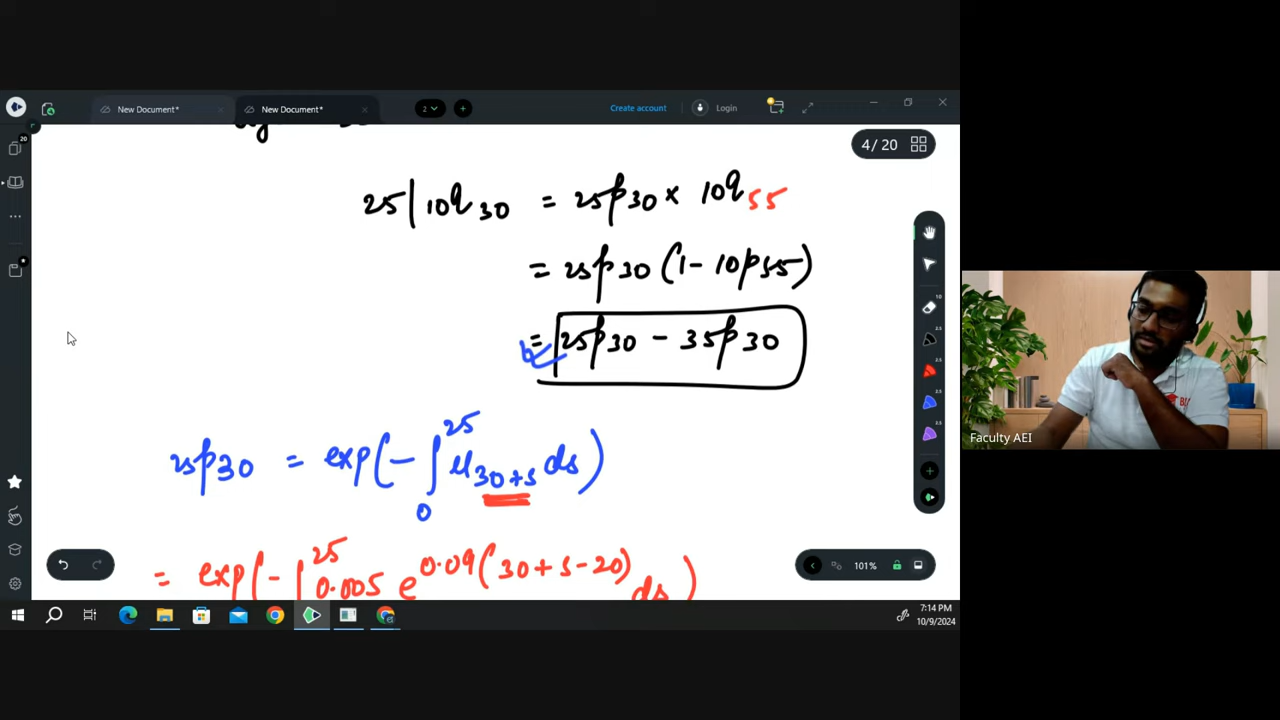 New Document*
New Document*
2
Create account
Login
4 / 20
20
25|10q30 = 25p30 × 10q55
= 25p30 (1 - 10p55)
= 25p30 - 35p30
25p30 = exp(- ∫0^25 μ30+s ds)
= exp(- ∫^25 0.005 e^0.09(30+s-20) ds)
101%
Faculty AEI
7:14 PM
10/9/2024